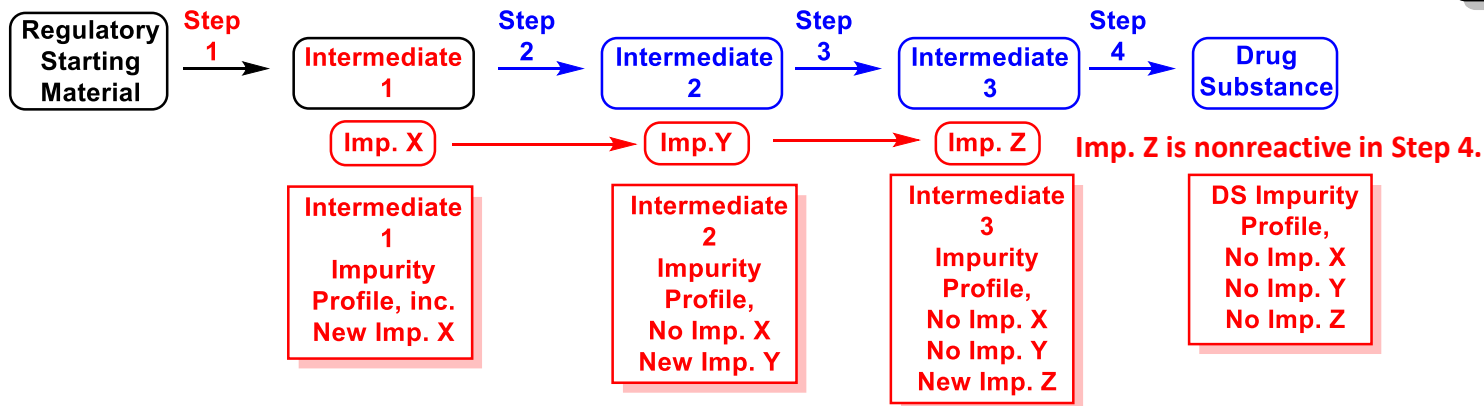 Regulatory
Starting
Material
Step
1
Intermediate
1
Step
2
Intermediate
2
Step
3
Intermediate
3
Step
4
Drug
Substance
Imp. X
Imp.Y
Imp. Z
Imp. Z is nonreactive in Step 4.
Intermediate
1
Impurity
Profile, inc.
New Imp. X
Intermediate
2
Impurity
Profile,
No Imp. X
New Imp. Y
Intermediate
3
Impurity
Profile,
No Imp. X
No Imp. Y
New Imp. Z
DS Impurity
Profile,
No Imp. X
No Imp. Y
No Imp. Z